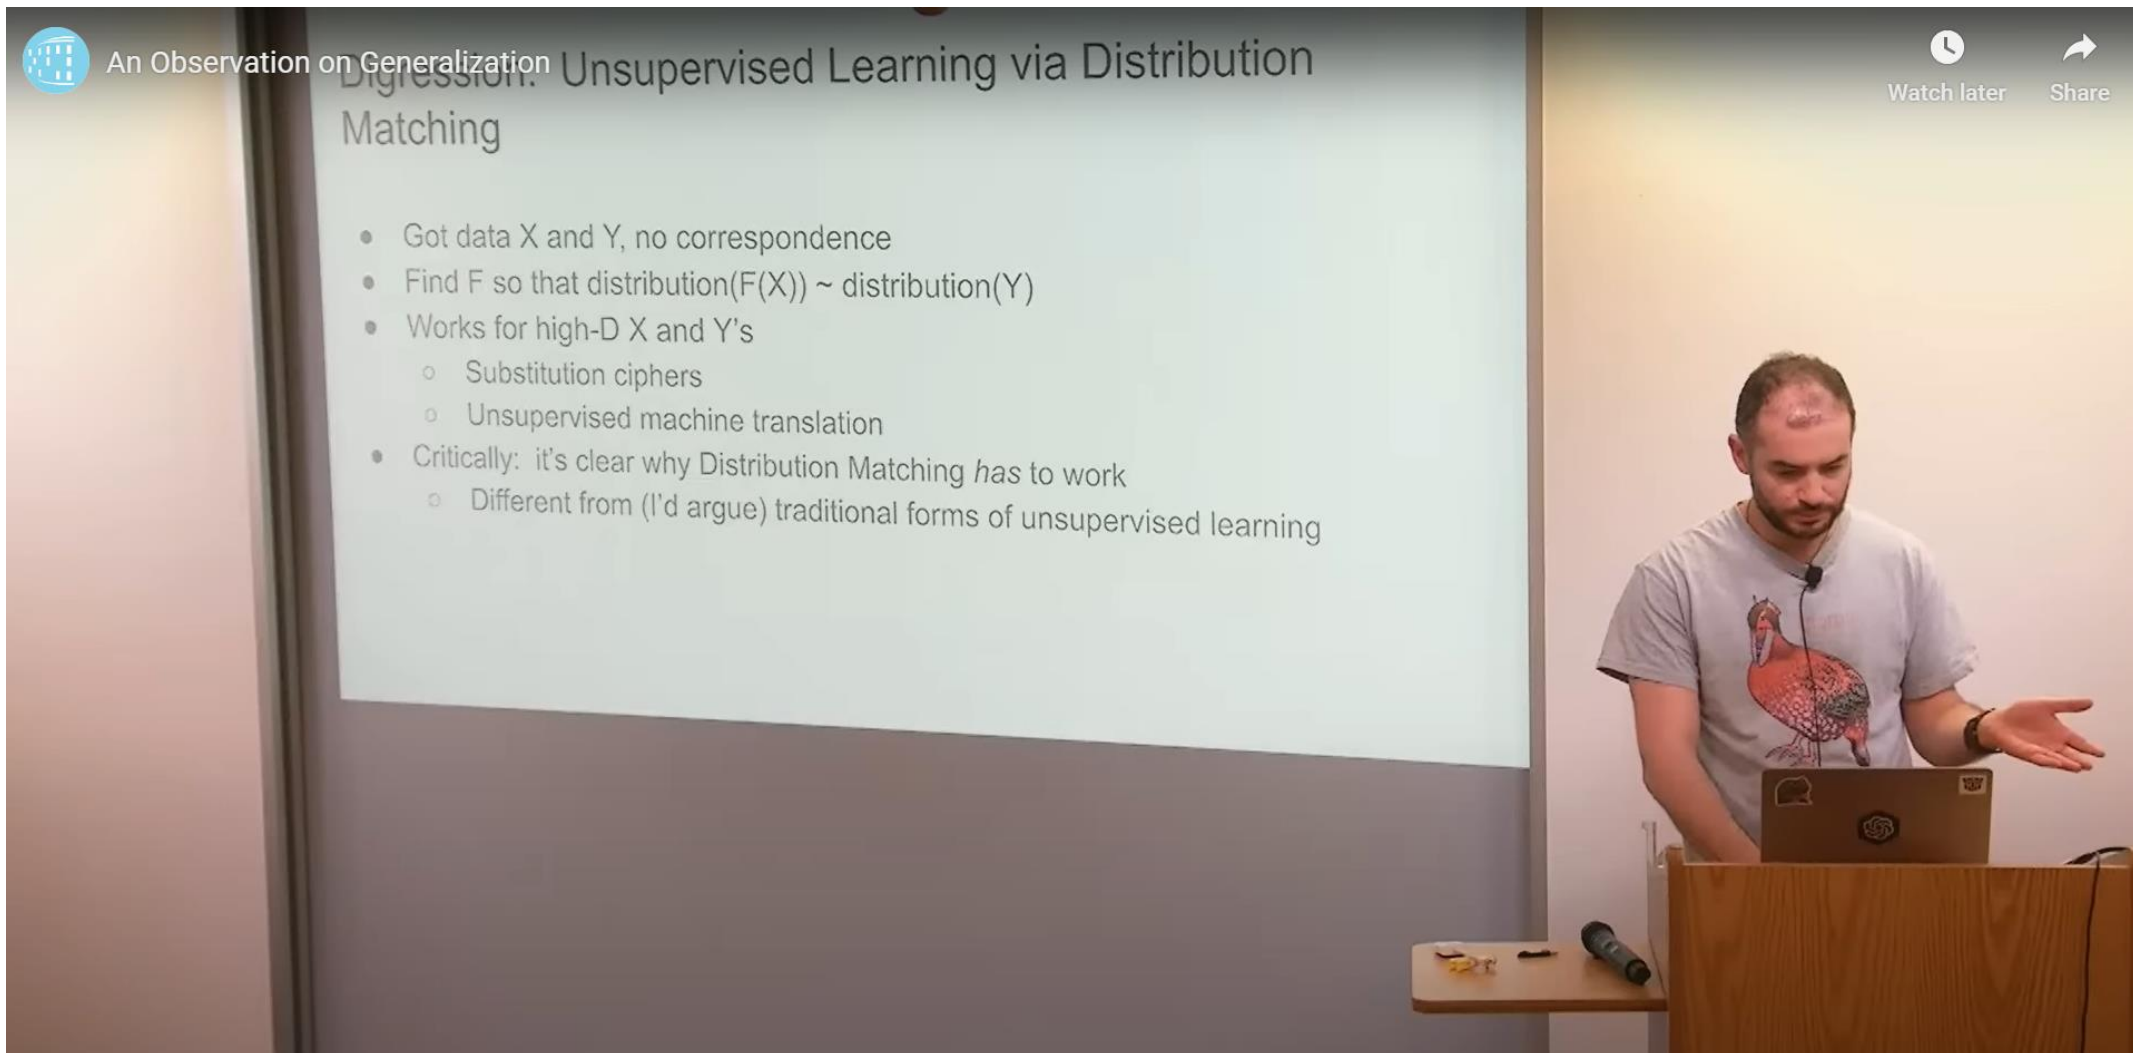 An Observation on Generalization
Watch later
Share
Digression: Unsupervised Learning via Distribution
Matching
Got data X and Y, no correspondence
Find F so that distribution(F(X)) ~ distribution(Y)
Works for high-D X and Y's
Substitution ciphers
Unsupervised machine translation
Critically: it's clear why Distribution Matching has to work
Different from (I'd argue) traditional forms of unsupervised learning